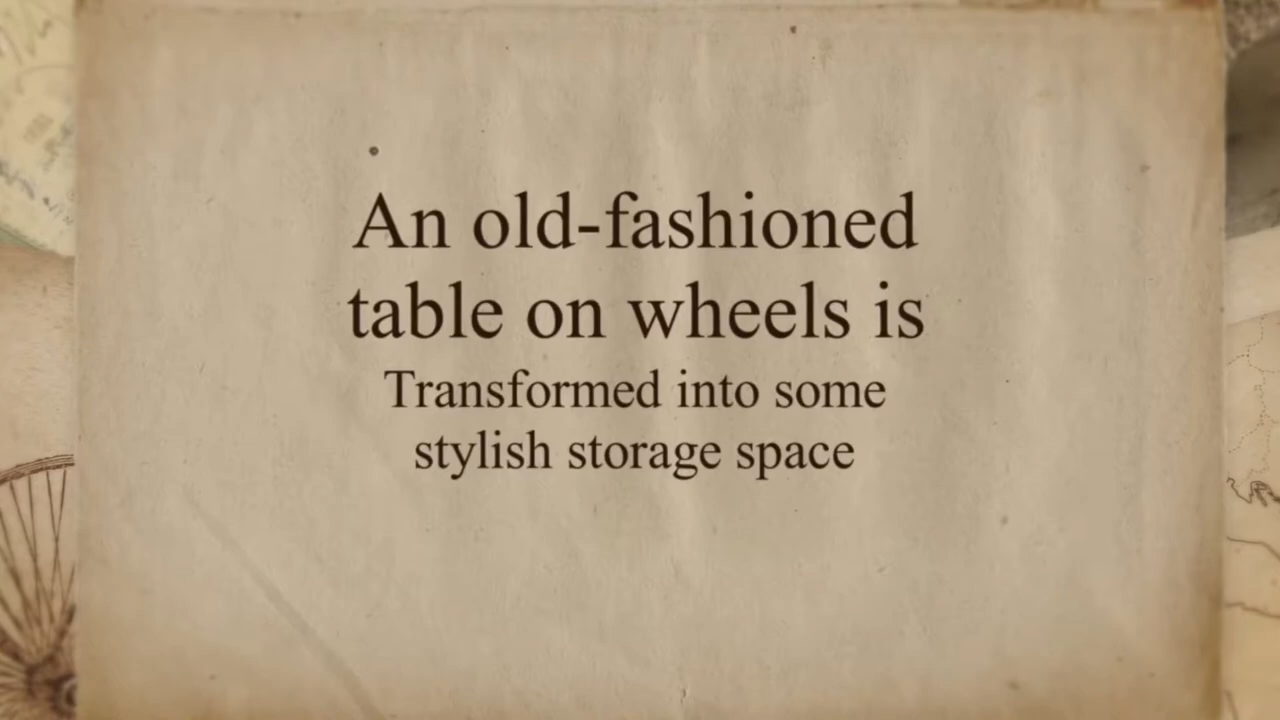 An old-fashioned
table on wheels is
Transformed into some
stylish storage space